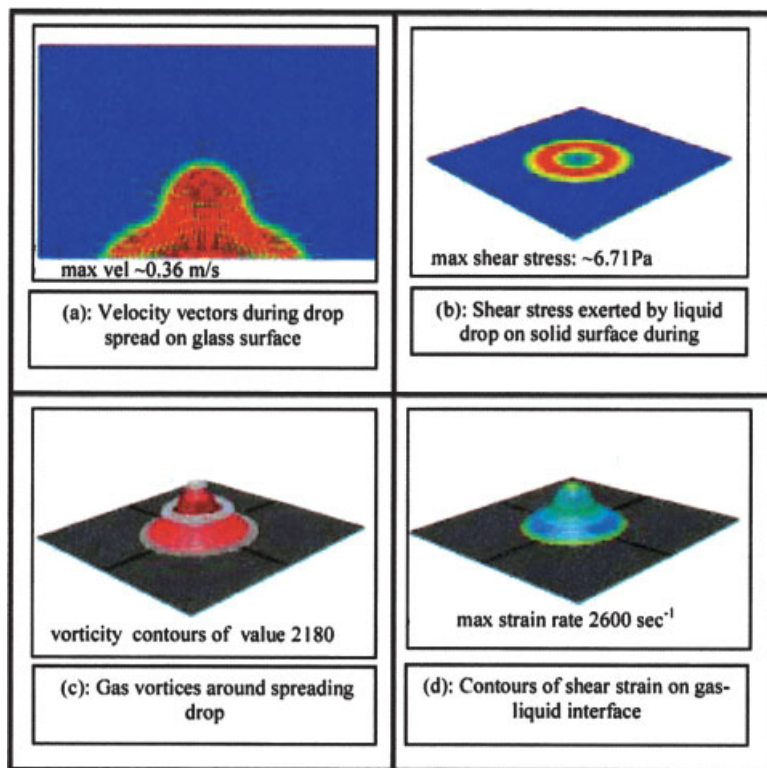 max vel ~0.36 m/s
(a): Velocity vectors during drop
spread on glass surface
max shear stress: ~6.71Pa
(b): Shear stress exerted by liquid
drop on solid surface during
vorticity contours of value 2180
(c): Gas vortices around spreading
drop
max strain rate 2600 sec⁻¹
(d): Contours of shear strain on gas-
liquid interface